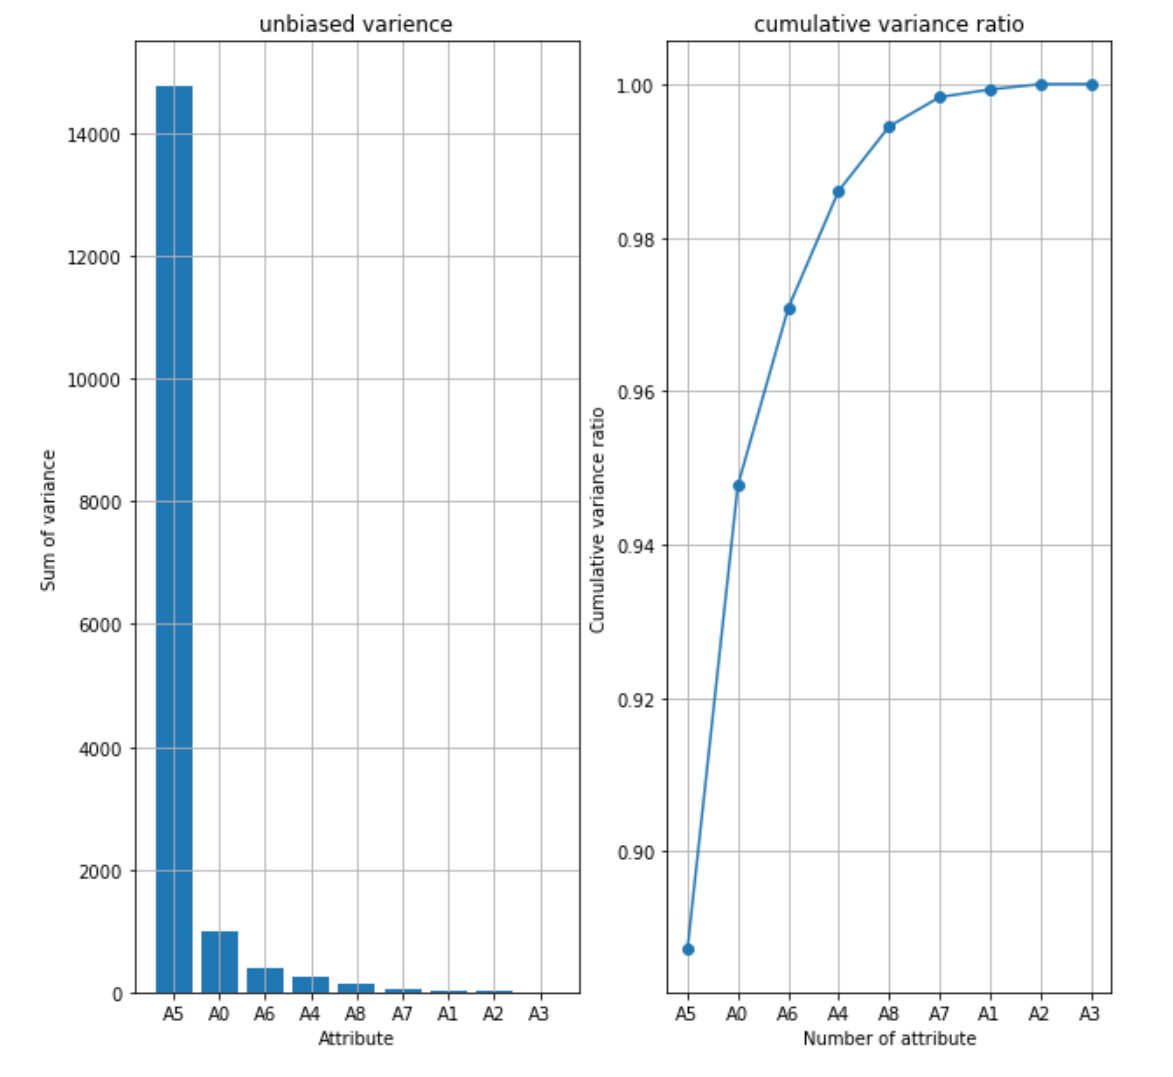 unbiased varience
14000
12000
10000
8000
6000
4000
2000
0
Sum of variance
A5 A0 A6 A4 A8 A7 A1 A2 A3
Attribute
cumulative variance ratio
1.00
0.98
0.96
0.94
0.92
0.90
Cumulative variance ratio
A5 A0 A6 A4 A8 A7 A1 A2 A3
Number of attribute